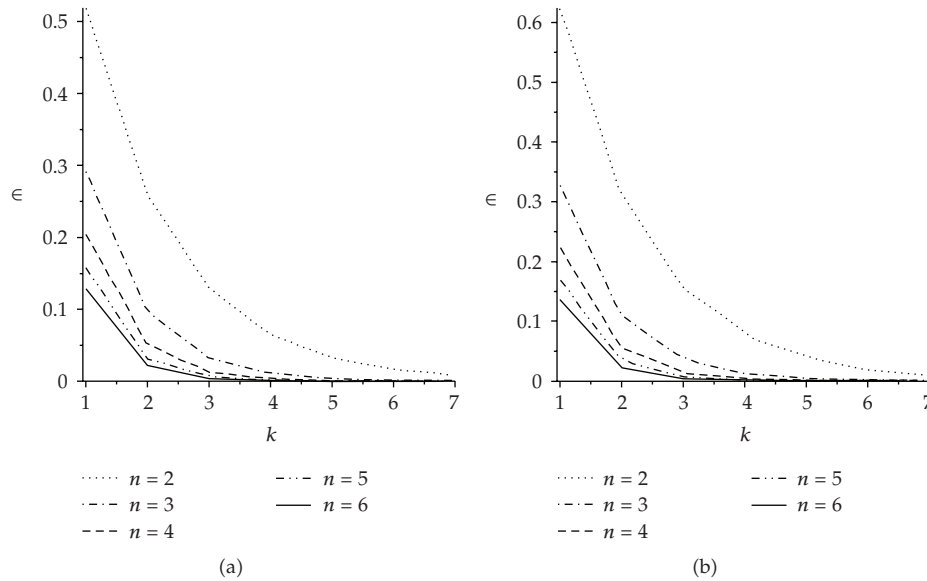 0.5
0.4
0.3
0.2
0.1
0
∈
1 2 3 4 5 6 7
k
n = 2
n = 3
n = 4
n = 5
n = 6
(a)
0.6
0.5
0.4
0.3
0.2
0.1
0
∈
1 2 3 4 5 6 7
k
n = 2
n = 3
n = 4
n = 5
n = 6
(b)